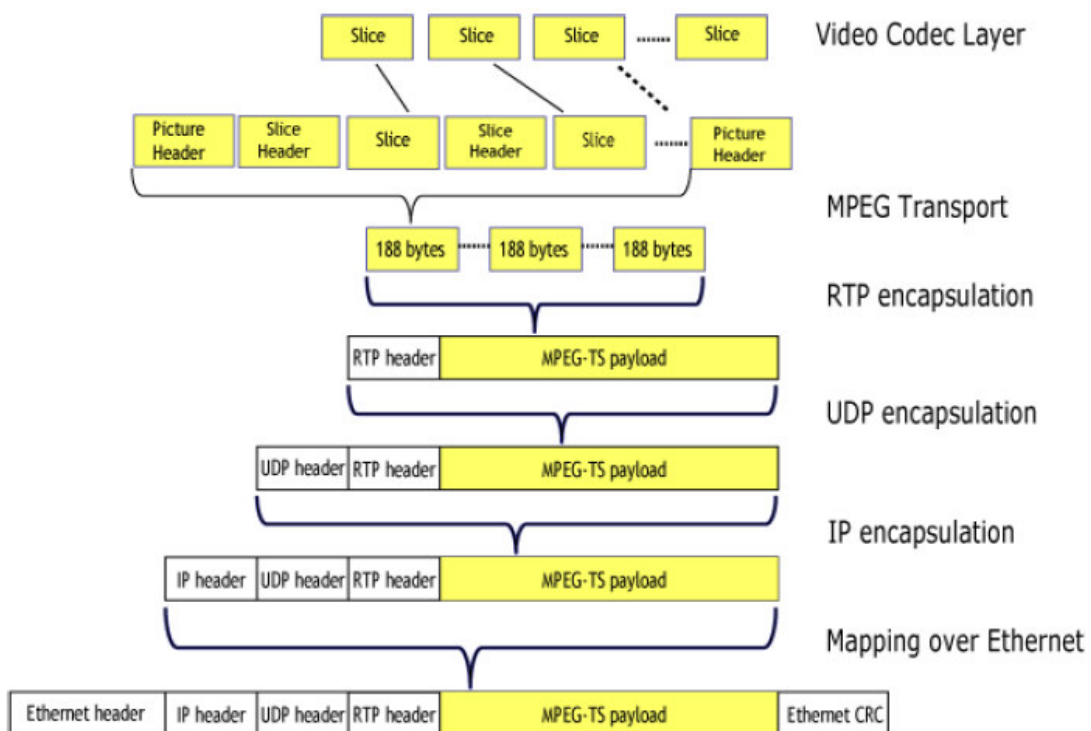 Slice Slice Slice Slice Video Codec Layer
Picture Header Slice Header Slice Slice Header Slice Picture Header
MPEG Transport
188 bytes 188 bytes 188 bytes
RTP encapsulation
RTP header MPEG-TS payload
UDP encapsulation
UDP header RTP header MPEG-TS payload
IP encapsulation
IP header UDP header RTP header MPEG-TS payload
Mapping over Ethernet
Ethernet header IP header UDP header RTP header MPEG-TS payload Ethernet CRC